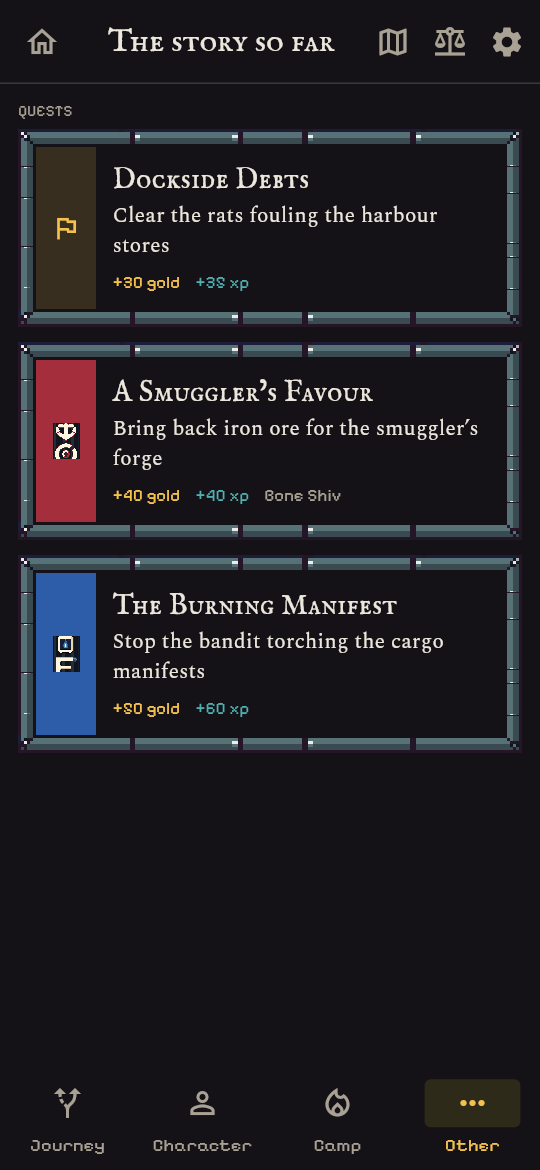 The story so far
QUESTS
Dockside Debts
Clear the rats fouling the harbour
stores
+30 gold xp
A Smuggler's Favour
Bring back iron ore for the smuggler's
forge
+40 gold +40 xp Bone Shiv
The Burning Manifest
Stop the bandit torching the cargo
manifests
gold +60 xp
Journey Character Camp Other